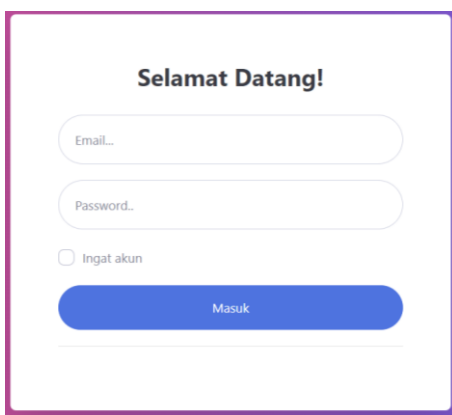 Selamat Datang!
Email...
Password..
Ingat akun
Masuk